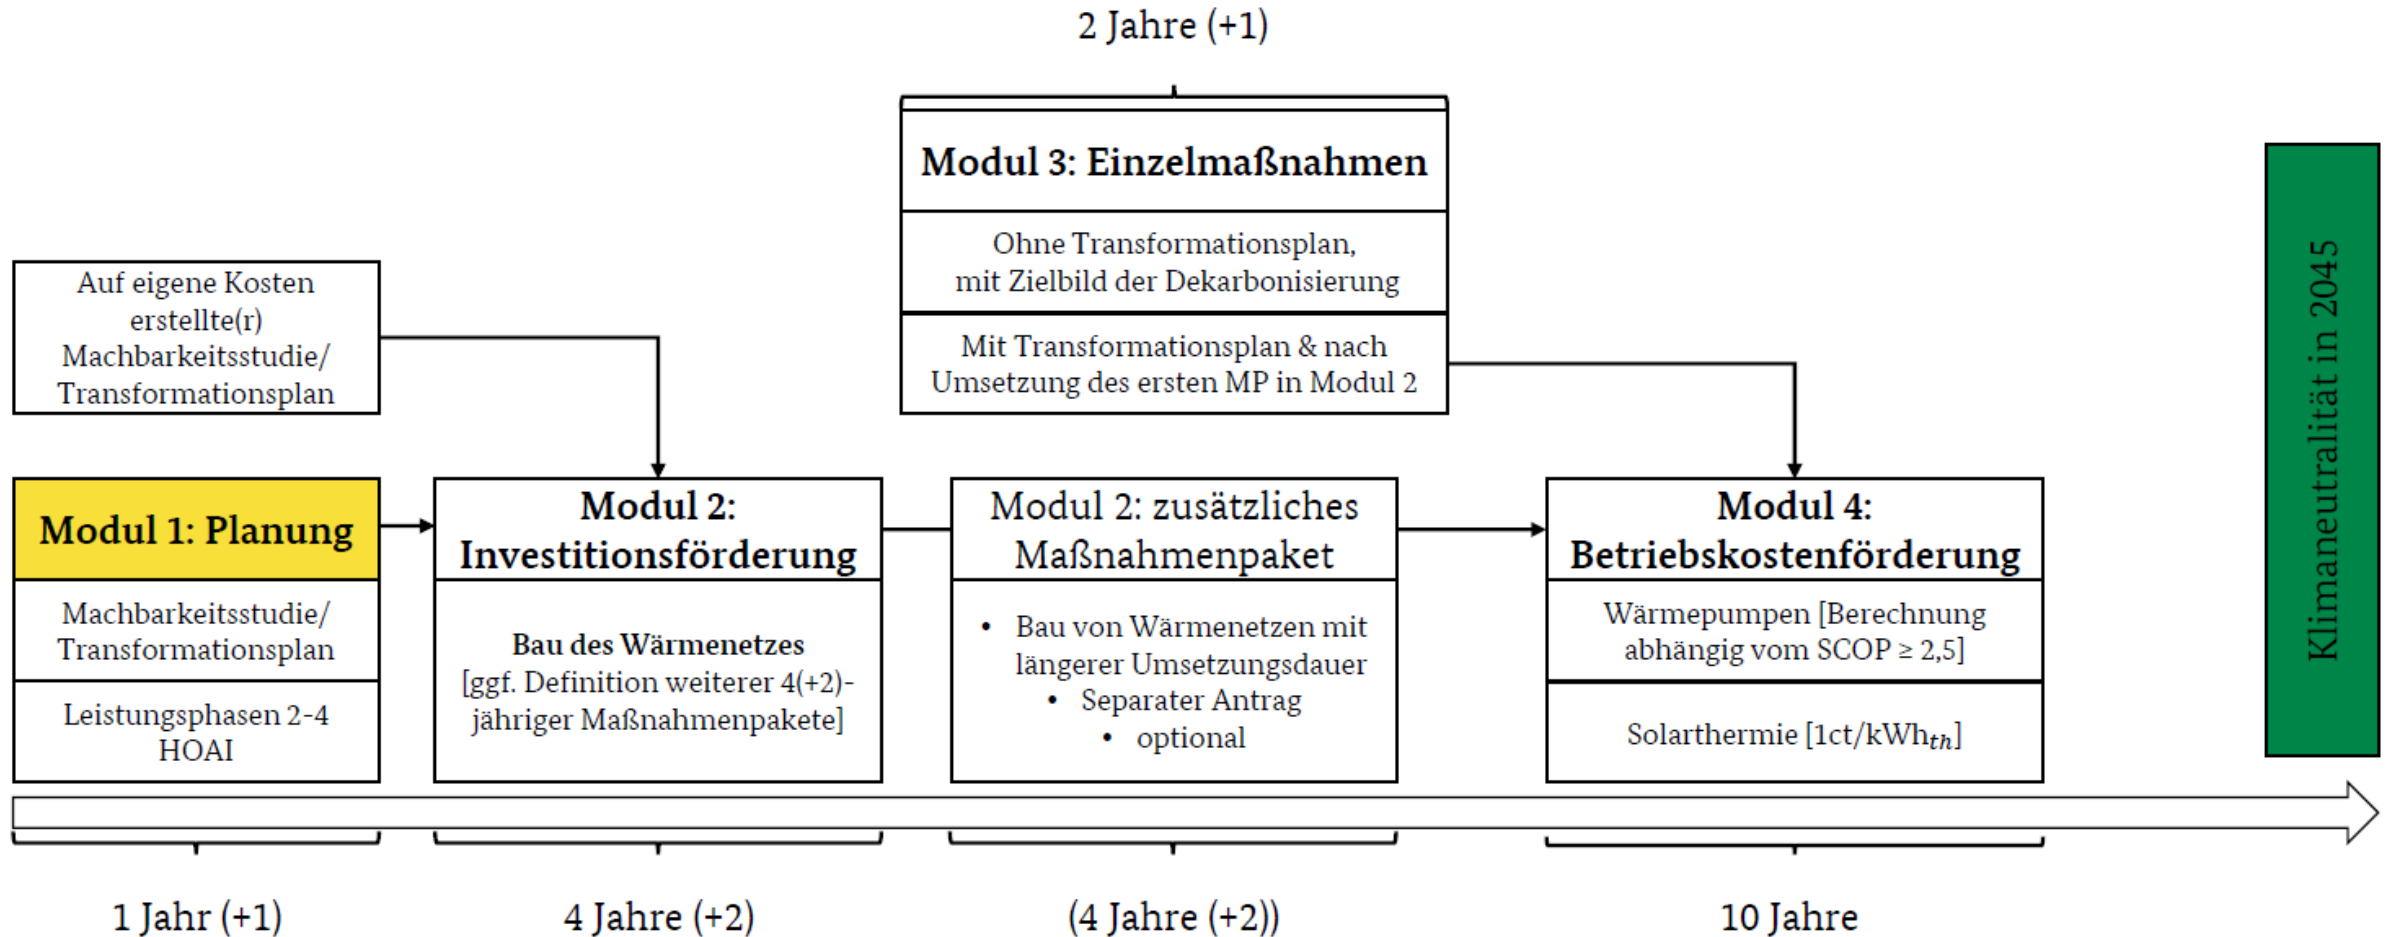 2 Jahre (+1)
Modul 3: Einzelmaßnahmen
Ohne Transformationsplan,
mit Zielbild der Dekarbonisierung
Mit Transformationsplan & nach
Umsetzung des ersten MP in Modul 2
Auf eigene Kosten
erstellte(r)
Machbarkeitsstudie/
Transformationsplan
Modul 1: Planung
Machbarkeitsstudie/
Transformationsplan
Leistungsphasen 2-4
HOAI
Modul 2:
Investitionsförderung
Bau des Wärmenetzes
[ggf. Definition weiterer 4(+2)-
jähriger Maßnahmenpakete]
Modul 2: zusätzliches
Maßnahmenpaket
• Bau von Wärmenetzen mit
längerer Umsetzungsdauer
• Separater Antrag
• optional
Modul 4:
Betriebskostenförderung
Wärmepumpen [Berechnung
abhängig vom SCOP ≥ 2,5]
Solarthermie [1ct/kWh_th]
Klimaneutralität in 2045
1 Jahr (+1)
4 Jahre (+2)
(4 Jahre (+2))
10 Jahre